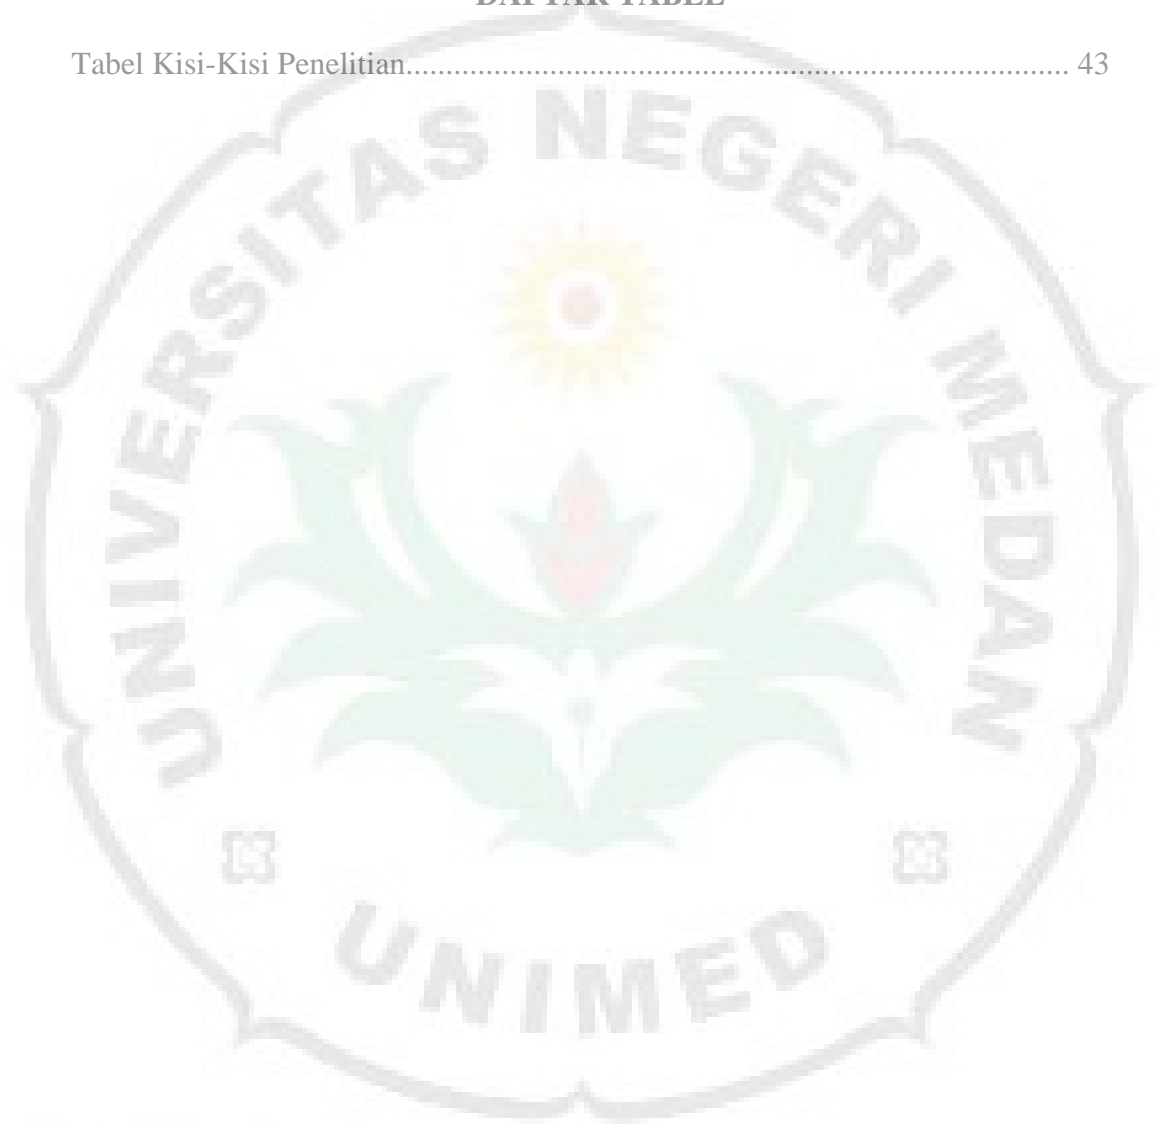 DAFTAR TABEL
Tabel Kisi-Kisi Penelitian................................................................................ 43
UNIVERSITAS NEGERI MEDAN
UNIMED